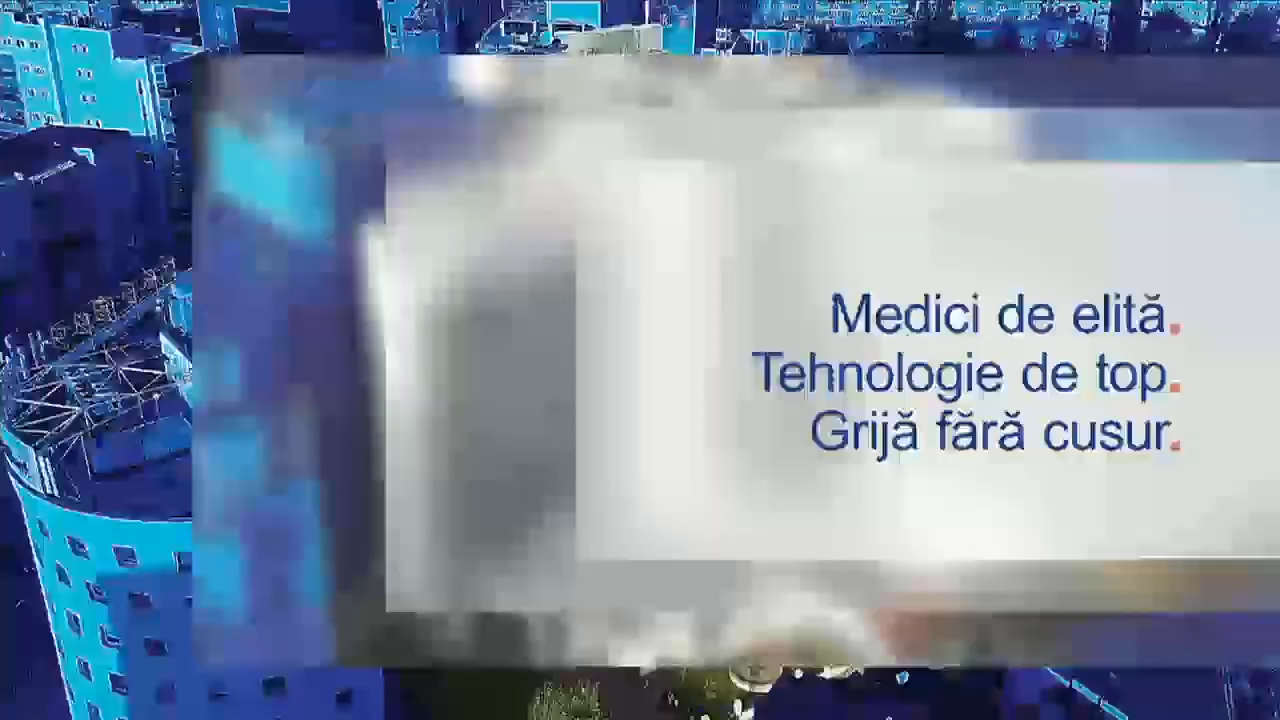 Medici de elită.
Tehnologie de top.
Grijă fără cusur.